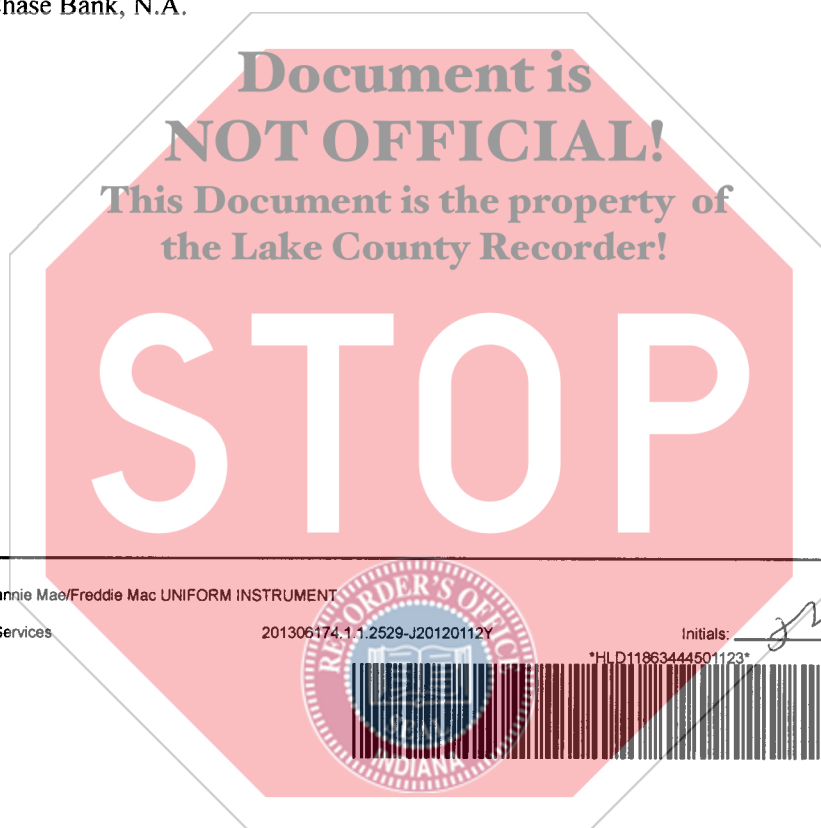 hase Bank, N.A.
Document is
NOT OFFICIAL!
This Document is the property of
the Lake County Recorder!
STOP
annie Mae/Freddie Mac UNIFORM INSTRUMENT
Services
201306174.1.1.2529-J20120112Y
Initials:
*HLD11863444501123*
RECORDER'S OFFICE
SEAL
INDIANA